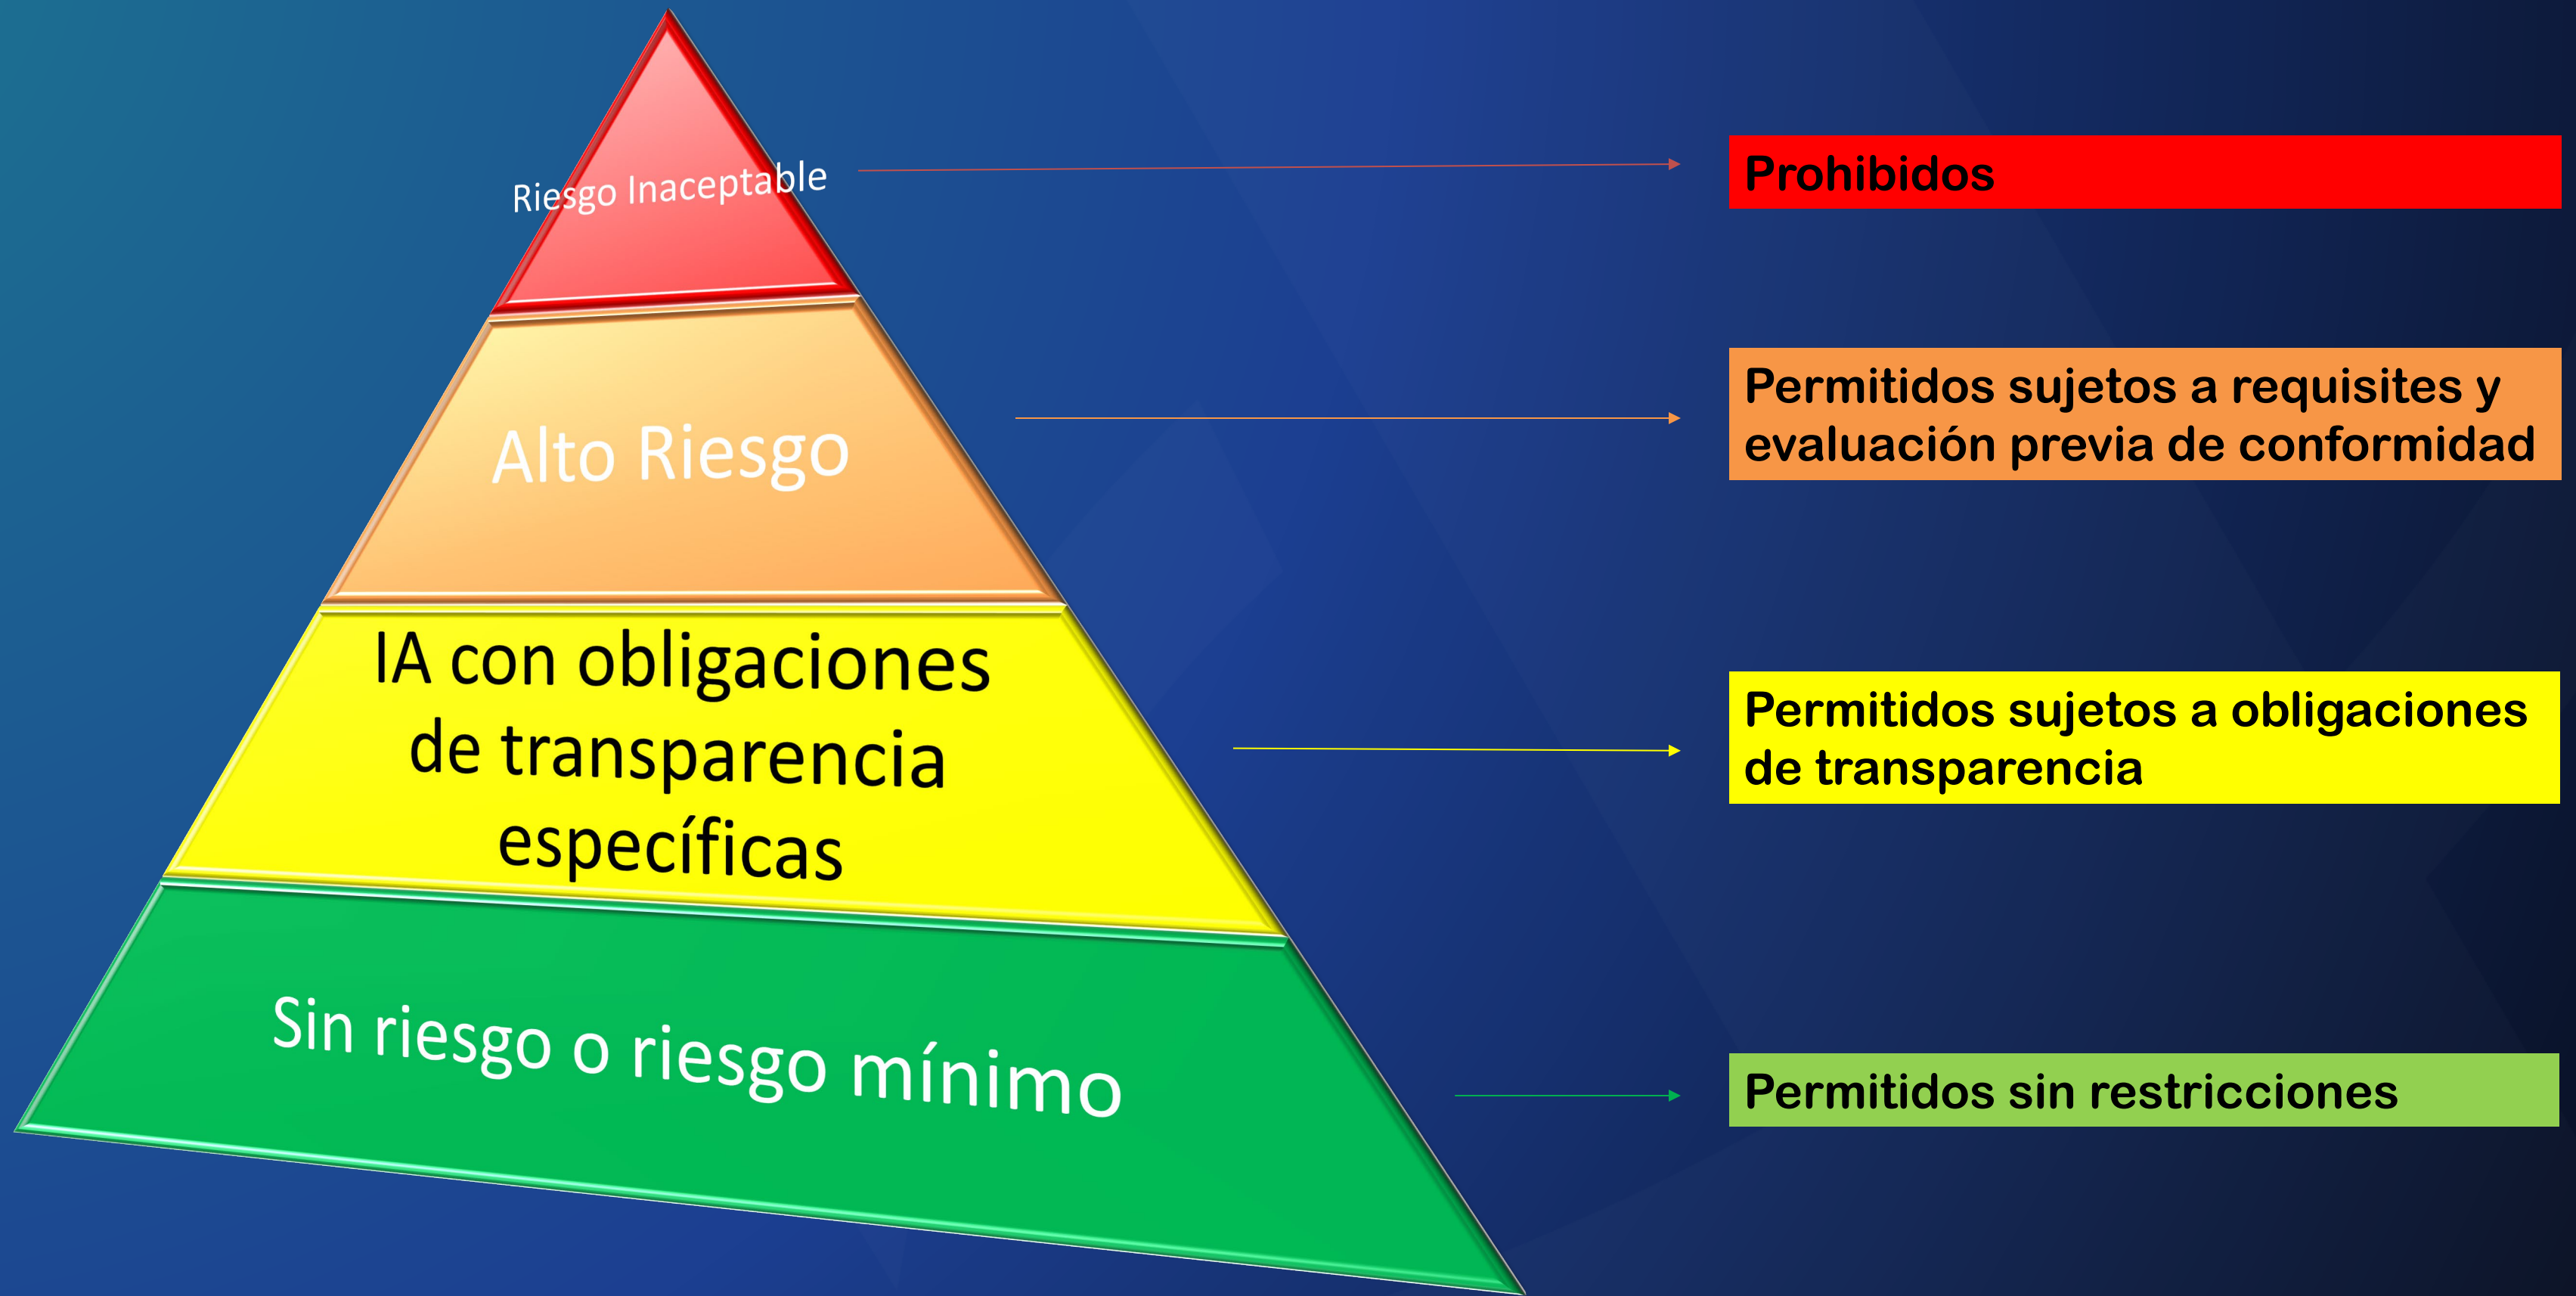 Riesgo Inaceptable
Prohibidos
Alto Riesgo
Permitidos sujetos a requisites y
evaluación previa de conformidad
IA con obligaciones
de transparencia
específicas
Permitidos sujetos a obligaciones
de transparencia
Sin riesgo o riesgo mínimo
Permitidos sin restricciones